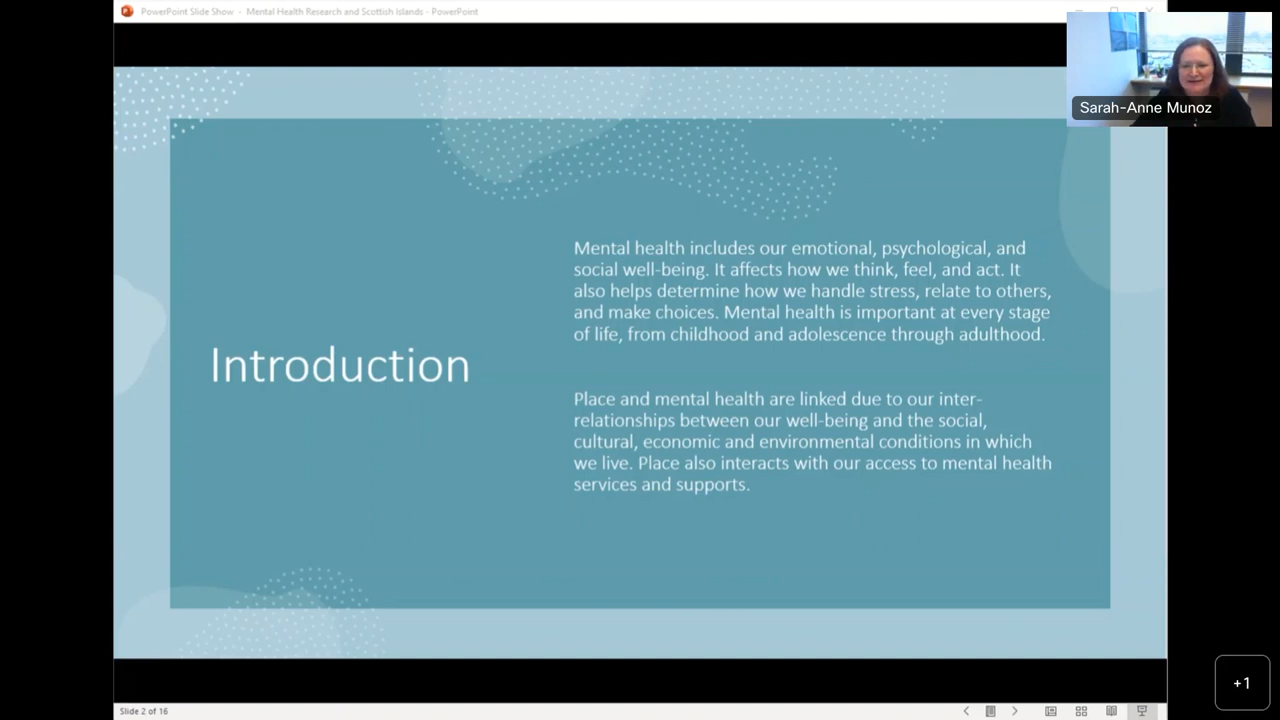 PowerPoint Slide Show - Mental Health Research and Scottish Islands - PowerPoint
Sarah-Anne Munoz
Introduction
Mental health includes our emotional, psychological, and
social well-being. It affects how we think, feel, and act. It
also helps determine how we handle stress, relate to others,
and make choices. Mental health is important at every stage
of life, from childhood and adolescence through adulthood.
Place and mental health are linked due to our inter-
relationships between our well-being and the social,
cultural, economic and environmental conditions in which
we live. Place also interacts with our access to mental health
services and supports.
+1
Slide 2 of 16